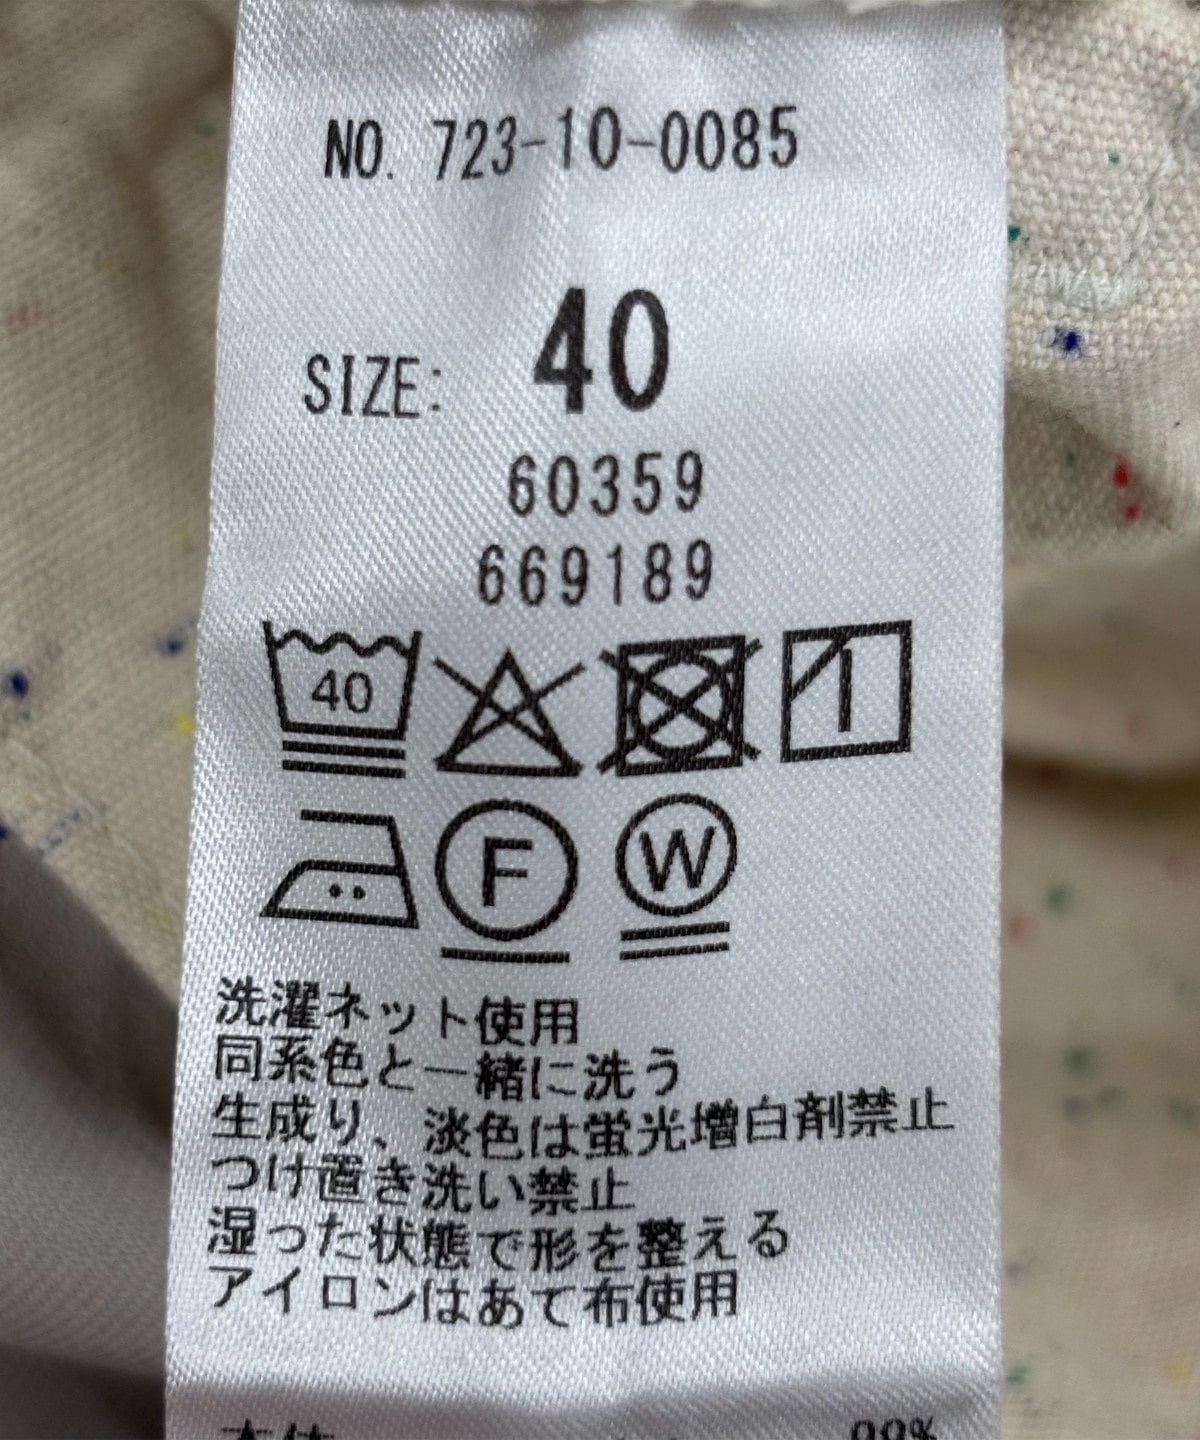 NO. 723-10-0085
SIZE: 40
60359
669189
40
F
W
洗濯ネット使用
同系色と一緒に洗う
生成り、淡色は蛍光増白剤禁止
つけ置き洗い禁止
湿った状態で形を整える
アイロンはあて布使用